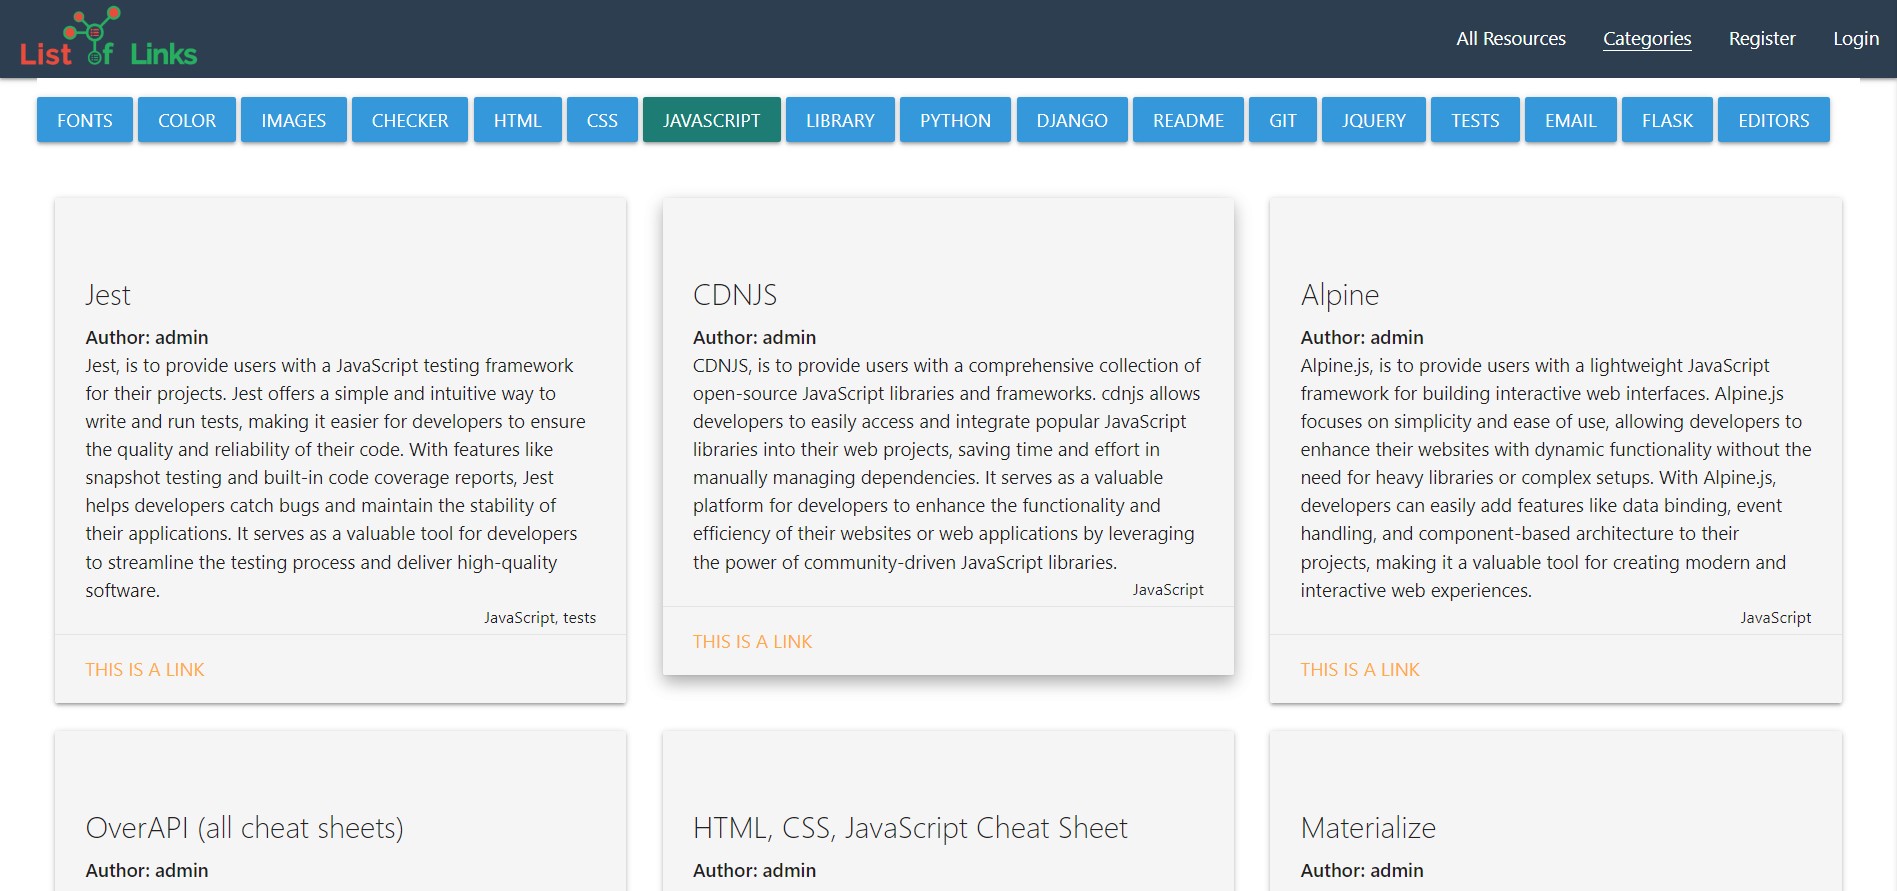 List Of Links
All Resources Categories Register Login
FONTS COLOR IMAGES CHECKER HTML CSS JAVASCRIPT LIBRARY PYTHON DJANGO README GIT JQUERY TESTS EMAIL FLASK EDITORS
Jest
Author: admin
Jest, is to provide users with a JavaScript testing framework
for their projects. Jest offers a simple and intuitive way to
write and run tests, making it easier for developers to ensure
the quality and reliability of their code. With features like
snapshot testing and built-in code coverage reports, Jest
helps developers catch bugs and maintain the stability of
their applications. It serves as a valuable tool for developers
to streamline the testing process and deliver high-quality
software.
JavaScript, tests
THIS IS A LINK
CDNJS
Author: admin
CDNJS, is to provide users with a comprehensive collection of
open-source JavaScript libraries and frameworks. cdnjs allows
developers to easily access and integrate popular JavaScript
libraries into their web projects, saving time and effort in
manually managing dependencies. It serves as a valuable
platform for developers to enhance the functionality and
efficiency of their websites or web applications by leveraging
the power of community-driven JavaScript libraries.
JavaScript
THIS IS A LINK
Alpine
Author: admin
Alpine.js, is to provide users with a lightweight JavaScript
framework for building interactive web interfaces. Alpine.js
focuses on simplicity and ease of use, allowing developers to
enhance their websites with dynamic functionality without the
need for heavy libraries or complex setups. With Alpine.js,
developers can easily add features like data binding, event
handling, and component-based architecture to their
projects, making it a valuable tool for creating modern and
interactive web experiences.
JavaScript
THIS IS A LINK
OverAPI (all cheat sheets)
Author: admin
HTML, CSS, JavaScript Cheat Sheet
Author: admin
Materialize
Author: admin